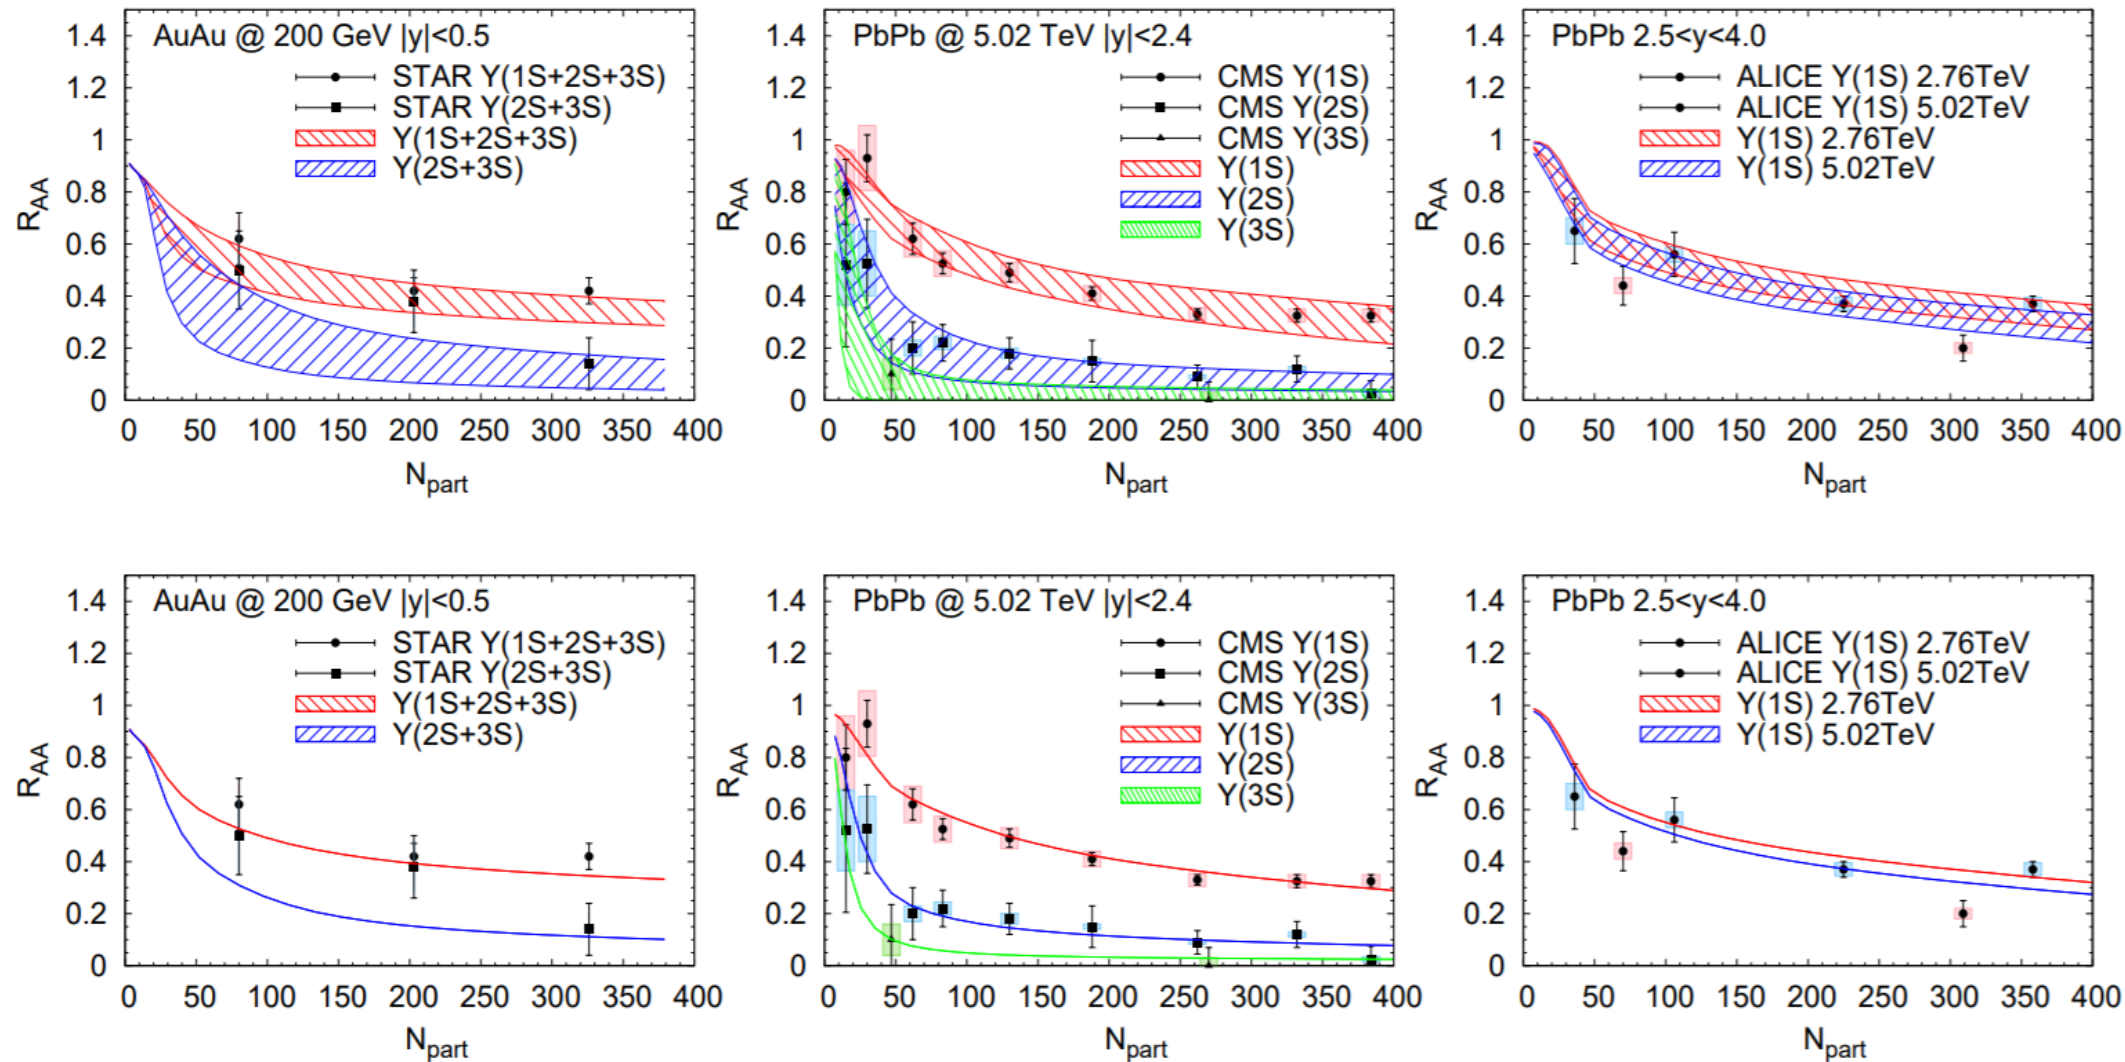 AuAu @ 200 GeV |y|<0.5
STAR Y(1S+2S+3S)
STAR Y(2S+3S)
Y(1S+2S+3S)
Y(2S+3S)
R_AA
1.4
1.2
1
0.8
0.6
0.4
0.2
0
0 50 100 150 200 250 300 350 400
N_part
PbPb @ 5.02 TeV |y|<2.4
CMS Y(1S)
CMS Y(2S)
CMS Y(3S)
Y(1S)
Y(2S)
Y(3S)
R_AA
1.4
1.2
1
0.8
0.6
0.4
0.2
0
0 50 100 150 200 250 300 350 400
N_part
PbPb 2.5<y<4.0
ALICE Y(1S) 2.76TeV
ALICE Y(1S) 5.02TeV
Y(1S) 2.76TeV
Y(1S) 5.02TeV
R_AA
1.4
1.2
1
0.8
0.6
0.4
0.2
0
0 50 100 150 200 250 300 350 400
N_part
AuAu @ 200 GeV |y|<0.5
STAR Y(1S+2S+3S)
STAR Y(2S+3S)
Y(1S+2S+3S)
Y(2S+3S)
R_AA
1.4
1.2
1
0.8
0.6
0.4
0.2
0
0 50 100 150 200 250 300 350 400
N_part
PbPb @ 5.02 TeV |y|<2.4
CMS Y(1S)
CMS Y(2S)
CMS Y(3S)
Y(1S)
Y(2S)
Y(3S)
R_AA
1.4
1.2
1
0.8
0.6
0.4
0.2
0
0 50 100 150 200 250 300 350 400
N_part
PbPb 2.5<y<4.0
ALICE Y(1S) 2.76TeV
ALICE Y(1S) 5.02TeV
Y(1S) 2.76TeV
Y(1S) 5.02TeV
R_AA
1.4
1.2
1
0.8
0.6
0.4
0.2
0
0 50 100 150 200 250 300 350 400
N_part